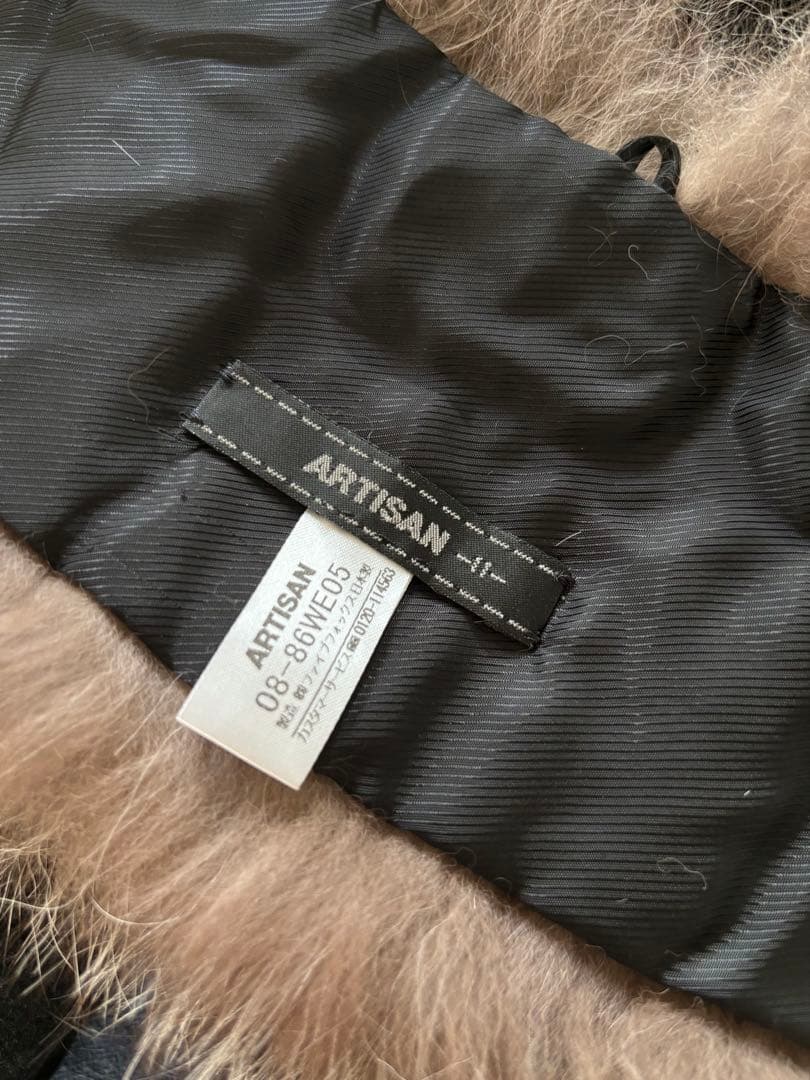 ARTISAN -11-
ARTISAN
08-86WE05
製造 ㈱ファイブフォックス日本製
カスタマーサービス 0120-114563